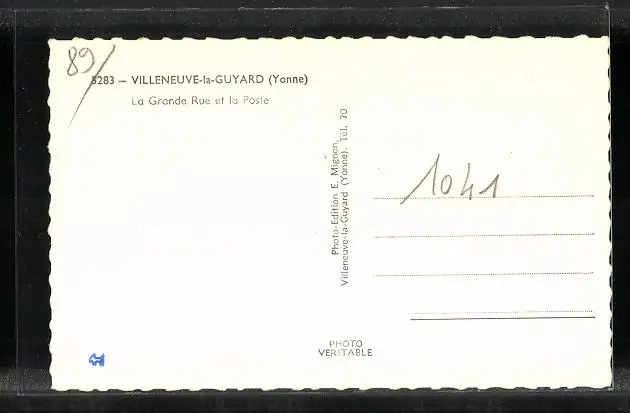 89/
5283 — VILLENEUVE-la-GUYARD (Yonne)
La Grande Rue et la Poste
Photo-Edition E. Mignon,
Villeneuve-la-Guyard (Yonne). Tél. 70
1041
PHOTO
VERITABLE